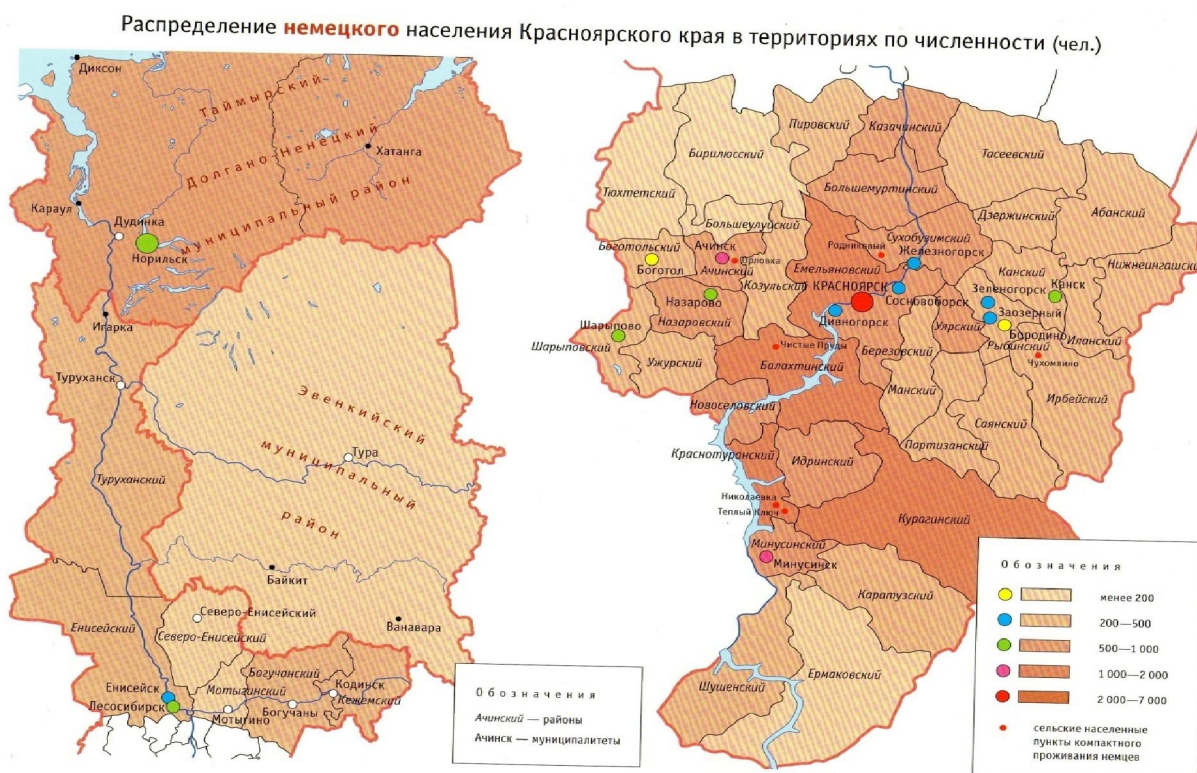 Распределение немецкого населения Красноярского края в территориях по численности (чел.)
Диксон
Таймырский
Долгано-Ненецкий
муниципальный район
Хатанга
Караул
Дудинка
Норильск
Игарка
Туруханск
Эвенкийский
муниципальный
район
Тура
Туруханский
Байкит
Северо-Енисейский
Ванавара
Енисейский
Северо-Енисейский
Богучанский
Енисейск
Мотыгинский
Кодинск
Лесосибирск
Кежемский
Мотыгино
Богучаны
Обозначения
Ачинский — районы
Ачинск — муниципалитеты
Пировский
Казачинский
Бирилюсский
Тасеевский
Тюхтетский
Большемуртинский
Дзержинский
Абанский
Большеулуйский
Боготольский
Ачинск
Родниковый
Сухобузимский
Железногорск
Боготол
Орловка
Ачинский
Емельяновский
Канский
Нижнеингашский
Козульский
КРАСНОЯРСК
Зеленогорск
Канск
Назарово
Сосновоборск
Заозерный
Шарыпово
Назаровский
Дивногорск
Уярский
Бородино
Шарыповский
Чистые Пруды
Березовский
Рыбинский
Иланский
Ужурский
Балахтинский
Чухомлино
Манский
Ирбейский
Новоселовский
Саянский
Партизанский
Краснотуранский
Идринский
Николаевка
Теплый Ключ
Курагинский
Минусинский
Минусинск
Каратузский
Ермаковский
Шушенский
Обозначения
менее 200
200—500
500—1 000
1 000—2 000
2 000—7 000
сельские населенные
пункты компактного
проживания немцев